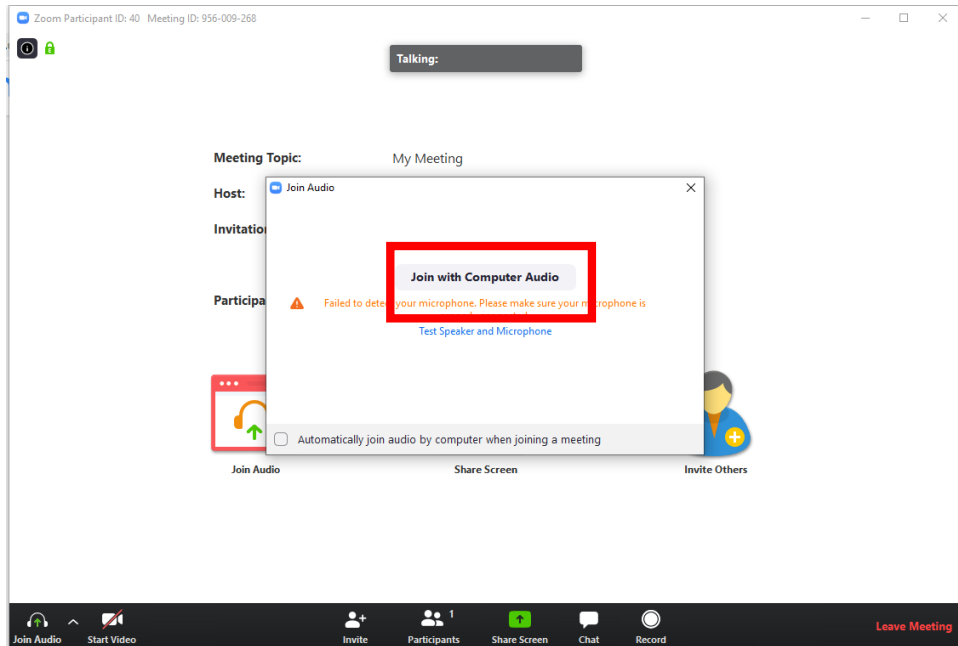 Zoom Participant ID: 40 Meeting ID: 956-009-268
Talking:
Meeting Topic: My Meeting
Host:
Join Audio
Join with Computer Audio
Failed to detect your microphone. Please make sure your microphone is
Test Speaker and Microphone
Automatically join audio by computer when joining a meeting
Join Audio
Share Screen
Invite Others
1
Join Audio
Start Video
Invite
Participants
Share Screen
Chat
Record
Leave Meeting